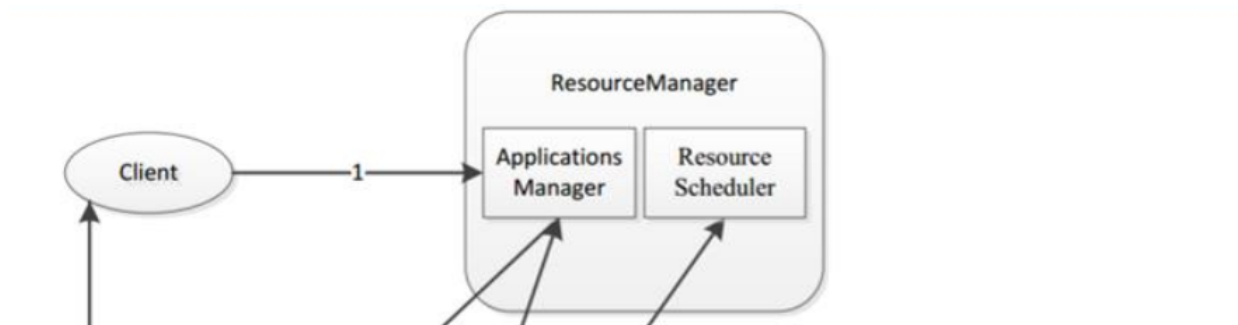 ResourceManager
Client
1
Applications
Manager
Resource
Scheduler